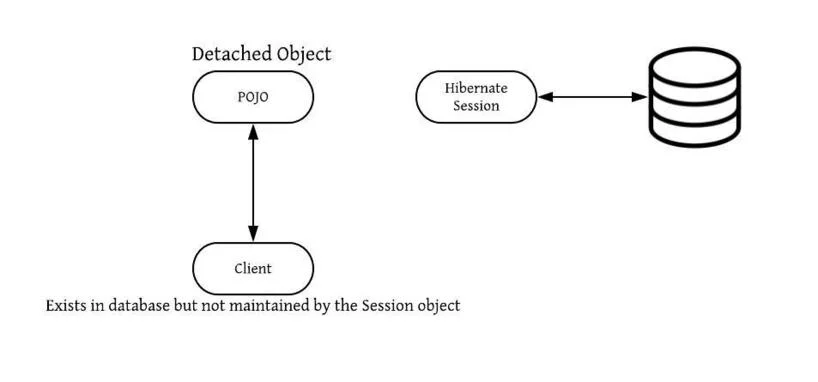 Detached Object
POJO
Hibernate
Session
Client
Exists in database but not maintained by the Session object